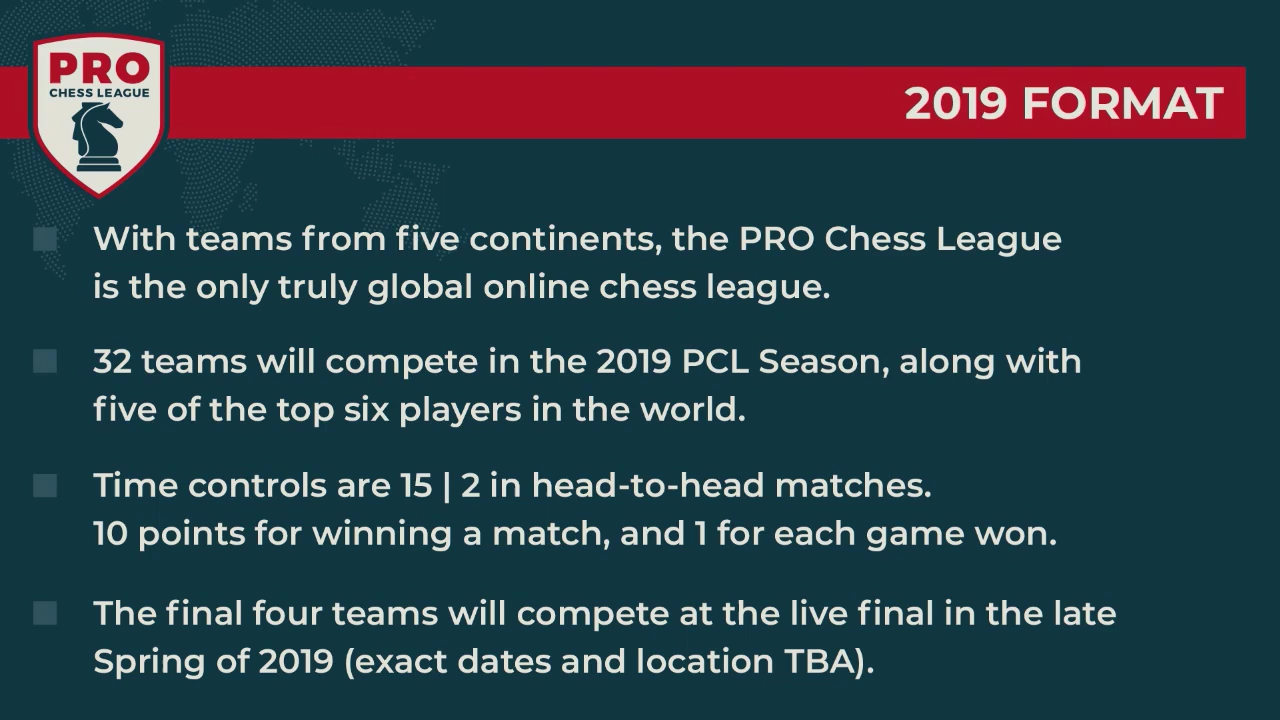 PRO
CHESS LEAGUE
2019 FORMAT
With teams from five continents, the PRO Chess League
is the only truly global online chess league.
32 teams will compete in the 2019 PCL Season, along with
five of the top six players in the world.
Time controls are 15 | 2 in head-to-head matches.
10 points for winning a match, and 1 for each game won.
The final four teams will compete at the live final in the late
Spring of 2019 (exact dates and location TBA).